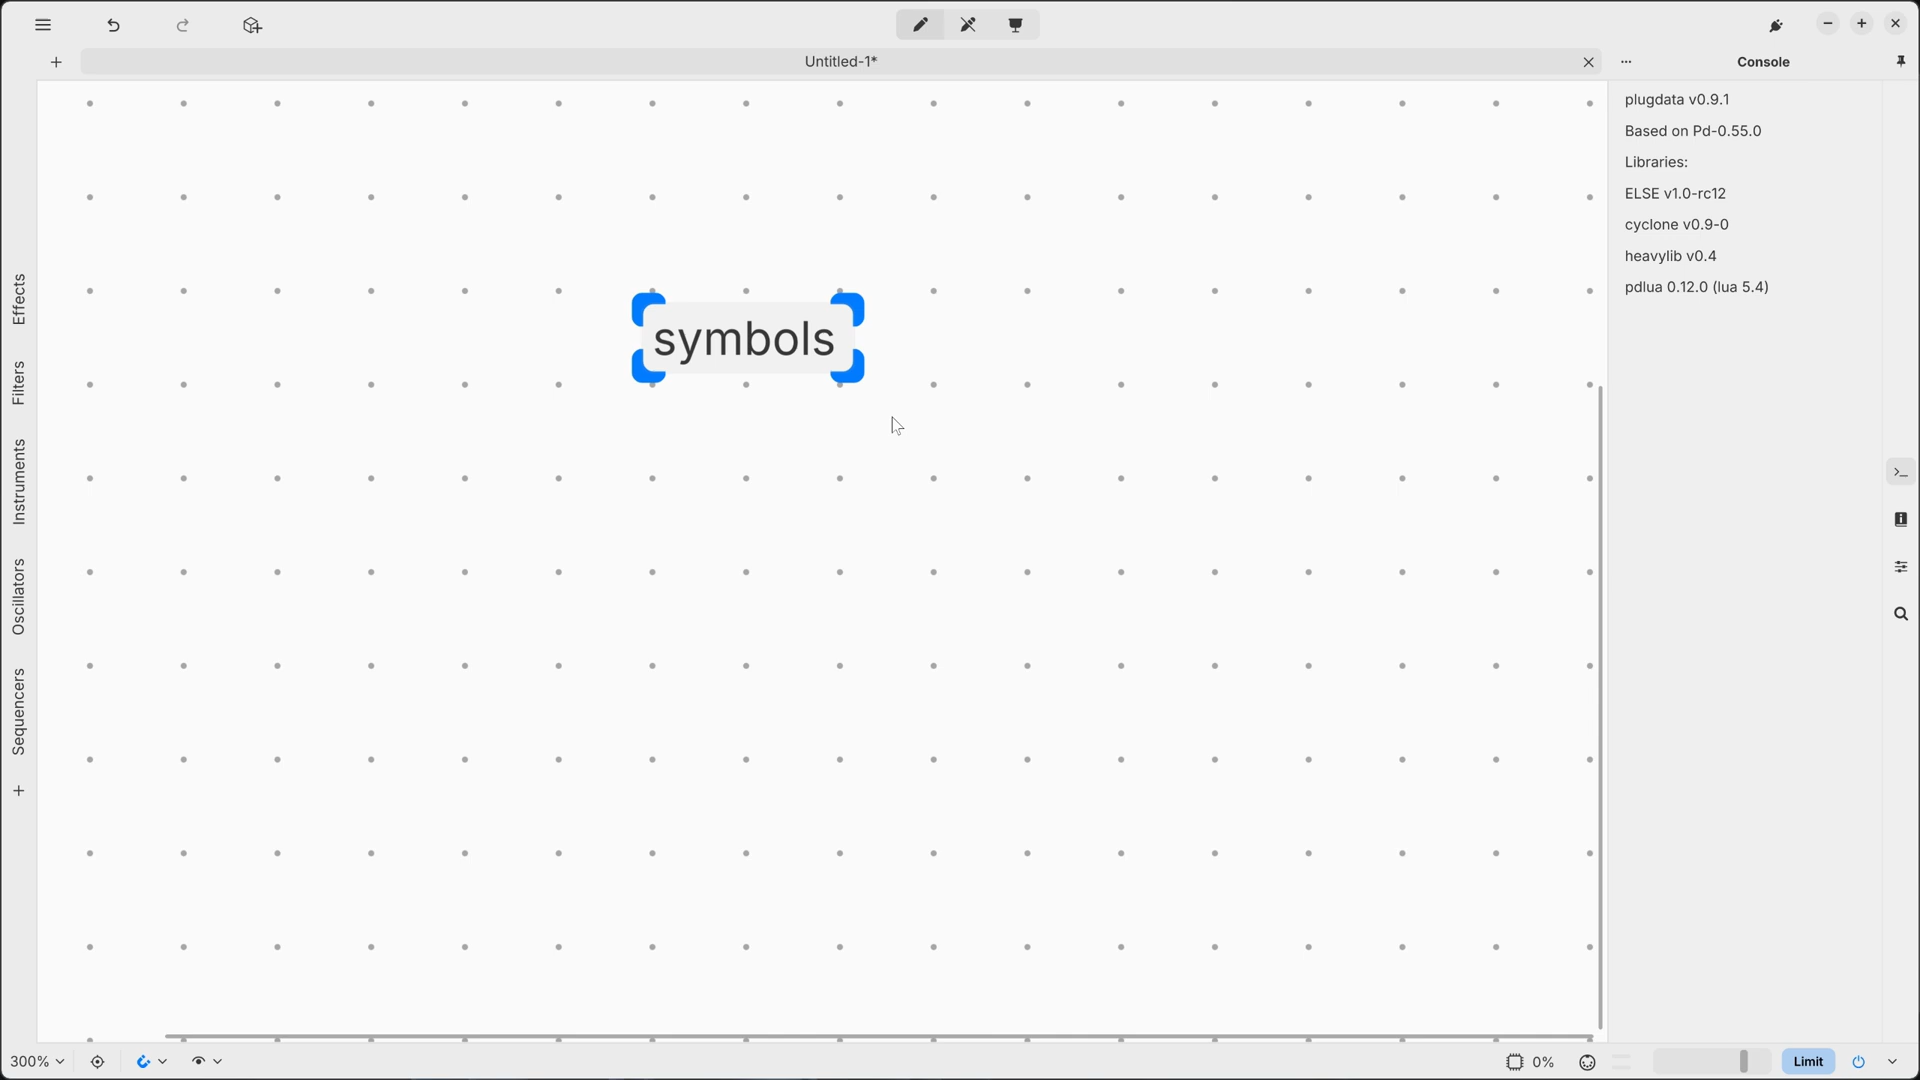 Untitled-1*
Console
plugdata v0.9.1
Based on Pd-0.55.0
Libraries:
ELSE v1.0-rc12
cyclone v0.9-0
heavylib v0.4
pdlua 0.12.0 (lua 5.4)
symbols
Effects
Filters
Instruments
Oscillators
Sequencers
300%
0%
Limit